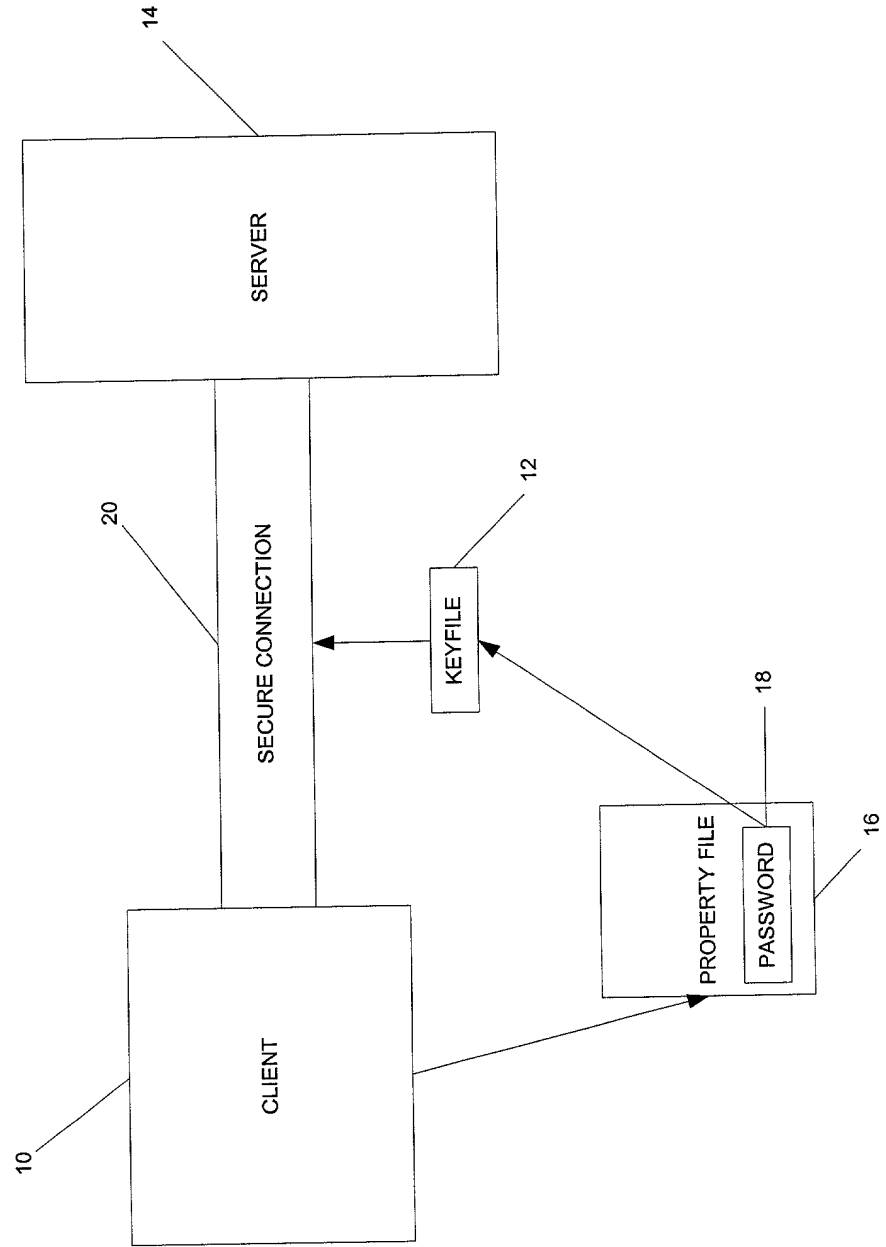 14
SERVER
20
SECURE CONNECTION
12
KEYFILE
18
PROPERTY FILE
PASSWORD
16
10
CLIENT